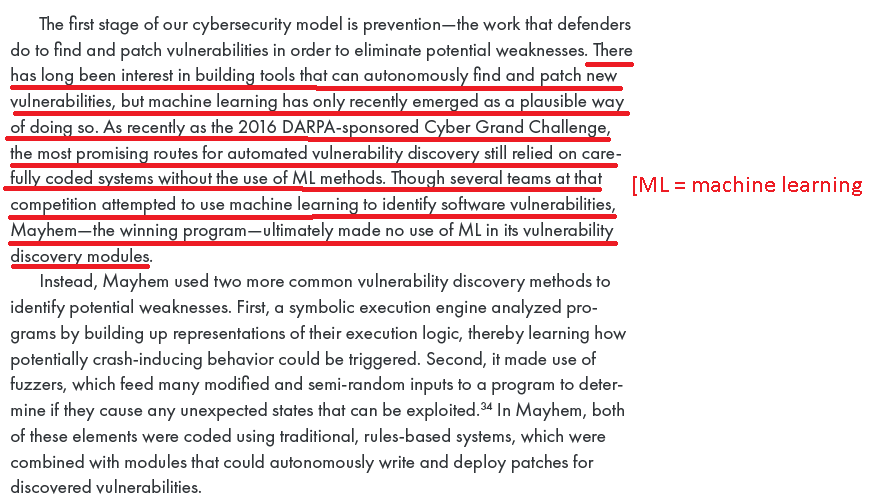 The first stage of our cybersecurity model is prevention—the work that defenders
do to find and patch vulnerabilities in order to eliminate potential weaknesses. There
has long been interest in building tools that can autonomously find and patch new
vulnerabilities, but machine learning has only recently emerged as a plausible way
of doing so. As recently as the 2016 DARPA-sponsored Cyber Grand Challenge,
the most promising routes for automated vulnerability discovery still relied on care-
fully coded systems without the use of ML methods. Though several teams at that
[ML = machine learning
competition attempted to use machine learning to identify software vulnerabilities,
Mayhem—the winning program—ultimately made no use of ML in its vulnerability
discovery modules.
Instead, Mayhem used two more common vulnerability discovery methods to
identify potential weaknesses. First, a symbolic execution engine analyzed pro-
grams by building up representations of their execution logic, thereby learning how
potentially crash-inducing behavior could be triggered. Second, it made use of
fuzzers, which feed many modified and semi-random inputs to a program to deter-
mine if they cause any unexpected states that can be exploited.³⁴ In Mayhem, both
of these elements were coded using traditional, rules-based systems, which were
combined with modules that could autonomously write and deploy patches for
discovered vulnerabilities.